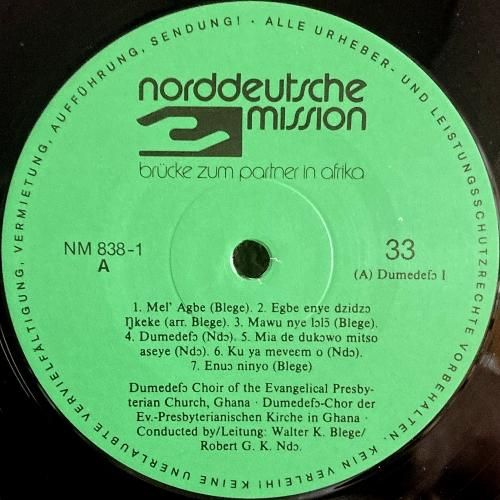 ALLE URHEBER- UND LEISTUNGSSCHUTZRECHTE VORBEHALTEN. KEIN VERLEIH! KEINE UNERLAUBTE VERVIELFÄLTIGUNG, VERMIETUNG, AUFFÜHRUNG, SENDUNG! ·
norddeutsche
mission
brücke zum partner in afrika
NM 838-1
A
33
(A) Dumedefɔ I
1. Mel' Agbe (Blege). 2. Egbe enye dzidzɔ
Ŋkeke (arr. Blege). 3. Mawu nye lɔlɔ̃ (Blege).
4. Dumedefɔ (Ndɔ). 5. Mia de dukɔwo mitso
aseye (Ndɔ). 6. Ku ya meveɛm o (Ndɔ).
7. Enuɔ ninyo (Blege)
Dumedefɔ Choir of the Evangelical Presby-
terian Church, Ghana · Dumedefɔ-Chor der
Ev.-Presbyterianischen Kirche in Ghana ·
Conducted by/Leitung: Walter K. Blege/
Robert G. K. Ndɔ.